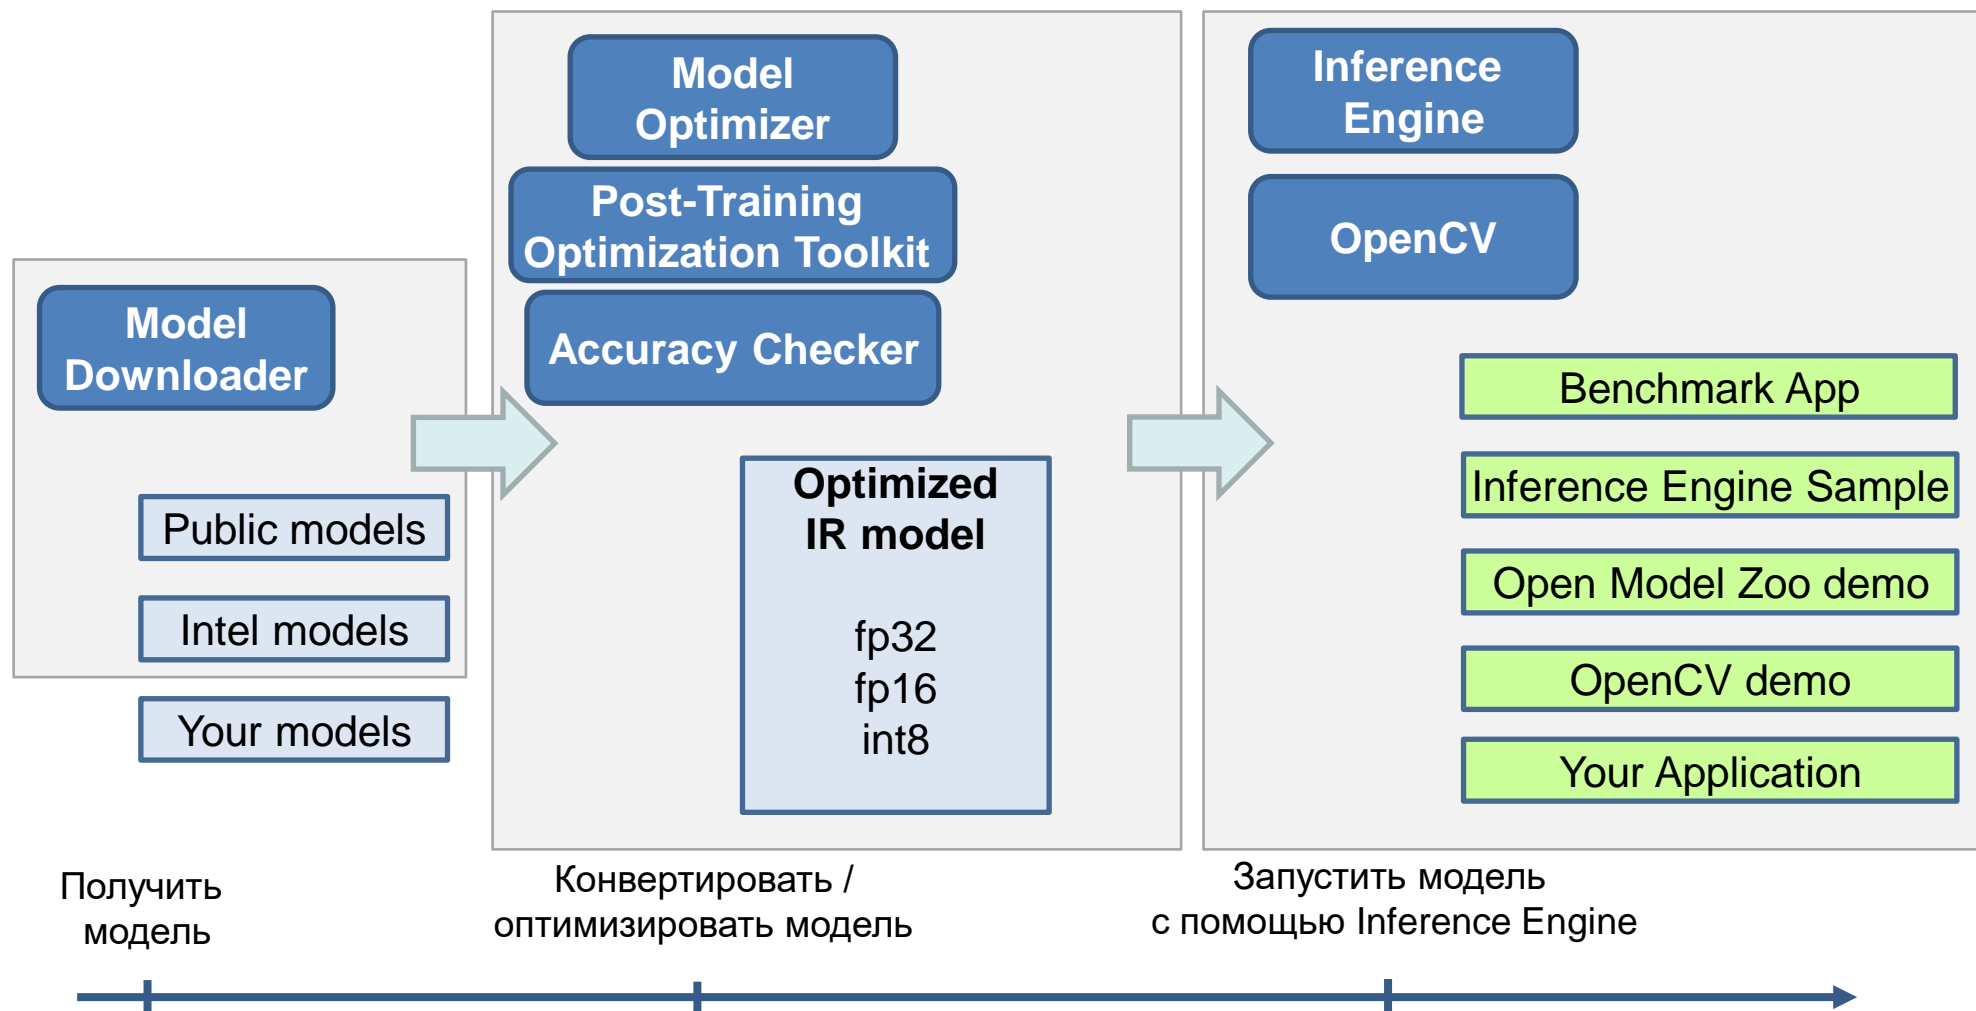 Model
Downloader
Public models
Intel models
Your models
Model
Optimizer
Post-Training
Optimization Toolkit
Accuracy Checker
Optimized
IR model
fp32
fp16
int8
Inference
Engine
OpenCV
Benchmark App
Inference Engine Sample
Open Model Zoo demo
OpenCV demo
Your Application
Получить
модель
Конвертировать /
оптимизировать модель
Запустить модель
с помощью Inference Engine